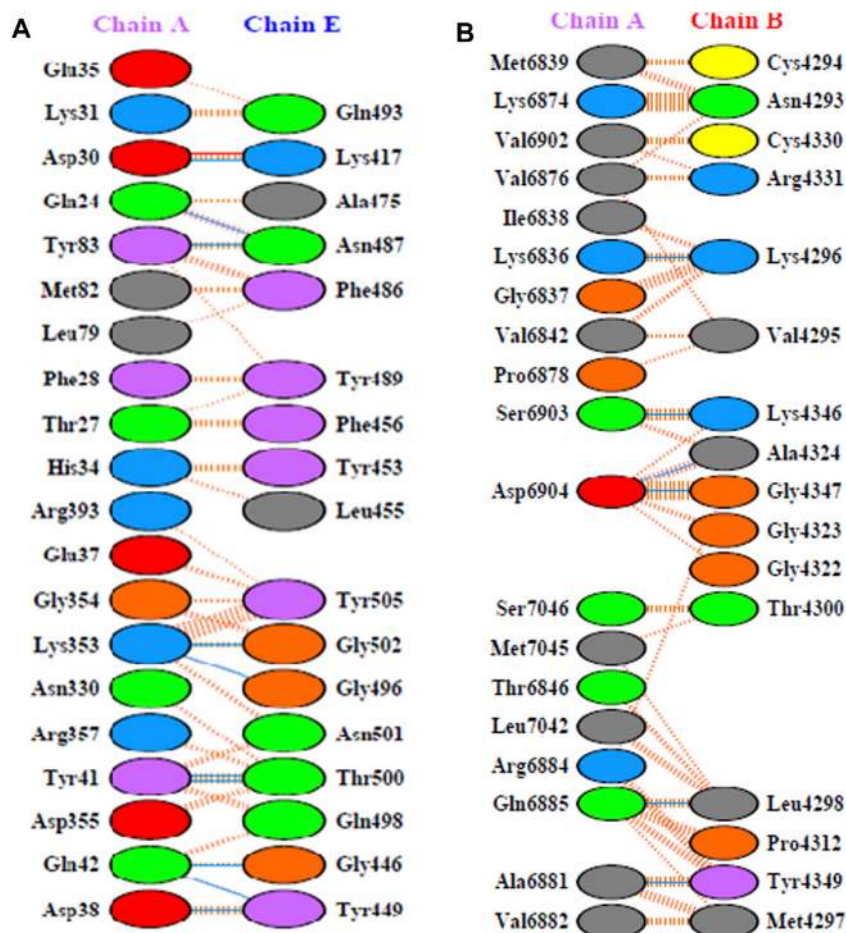 A
Chain A Chain E
Glu35
Lys31 Gln493
Asp30 Lys417
Gln24 Ala475
Tyr83 Asn487
Met82 Phe486
Leu79
Phe28 Tyr489
Thr27 Phe456
His34 Tyr453
Arg393 Leu455
Glu37
Gly354 Tyr505
Lys353 Gly502
Asn330 Gly496
Arg357 Asn501
Tyr41 Thr500
Asp355 Gln498
Gln42 Gly446
Asp38 Tyr449
B
Chain A Chain B
Met6839 Cys4294
Lys6874 Asn4293
Val6902 Cys4330
Val6876 Arg4331
Ile6838
Lys6836 Lys4296
Gly6837
Val6842 Val4295
Pro6878
Ser6903 Lys4346
Ala4324
Asp6904 Gly4347
Gly4323
Gly4322
Ser7046 Thr4300
Met7045
Thr6846
Leu7042
Arg6884
Gln6885 Leu4298
Pro4312
Ala6881 Tyr4349
Val6882 Met4297